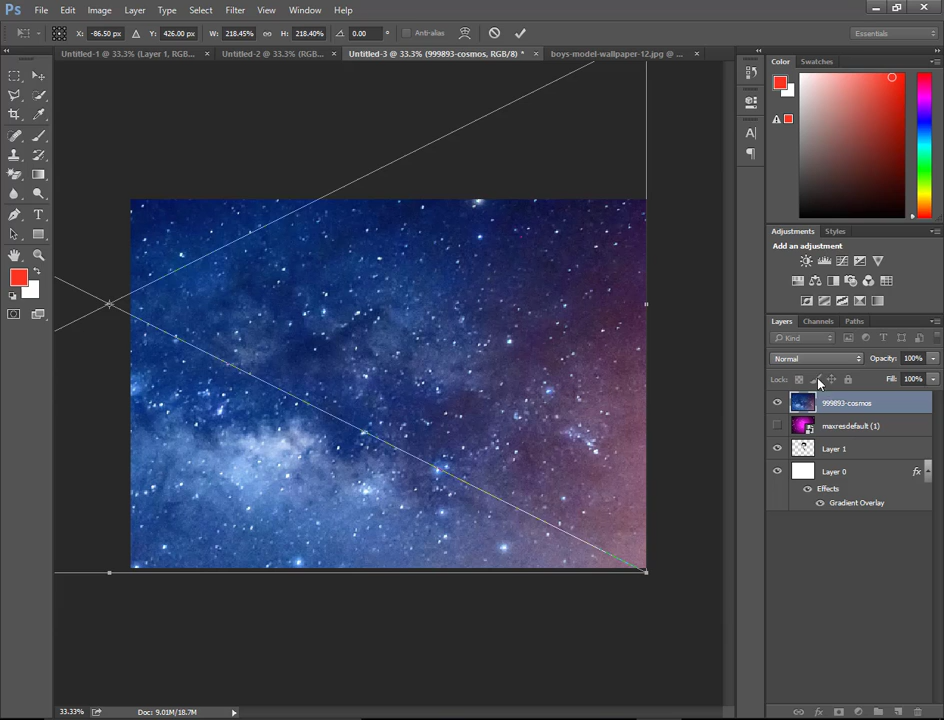 Ps File Edit Image Layer Type Select Filter View Window Help
X: -86.50 px Y: 426.00 px W: 218.45% H: 218.40% 0.00 ° Anti-alias Essentials
Untitled-1 @ 33.3% (Layer 1, RGB... × Untitled-2 @ 33.3% (RGB... × Untitled-3 @ 33.3% (999893-cosmos, RGB/8) * × boys-model-wallpaper-12.jpg @ ... ×
Color Swatches
Adjustments Styles
Add an adjustment
Layers Channels Paths
Kind
Normal Opacity: 100%
Lock: Fill: 100%
999893-cosmos
maxresdefault (1)
Layer 1
Layer 0 fx
Effects
Gradient Overlay
33.33% Doc: 9.01M/18.7M